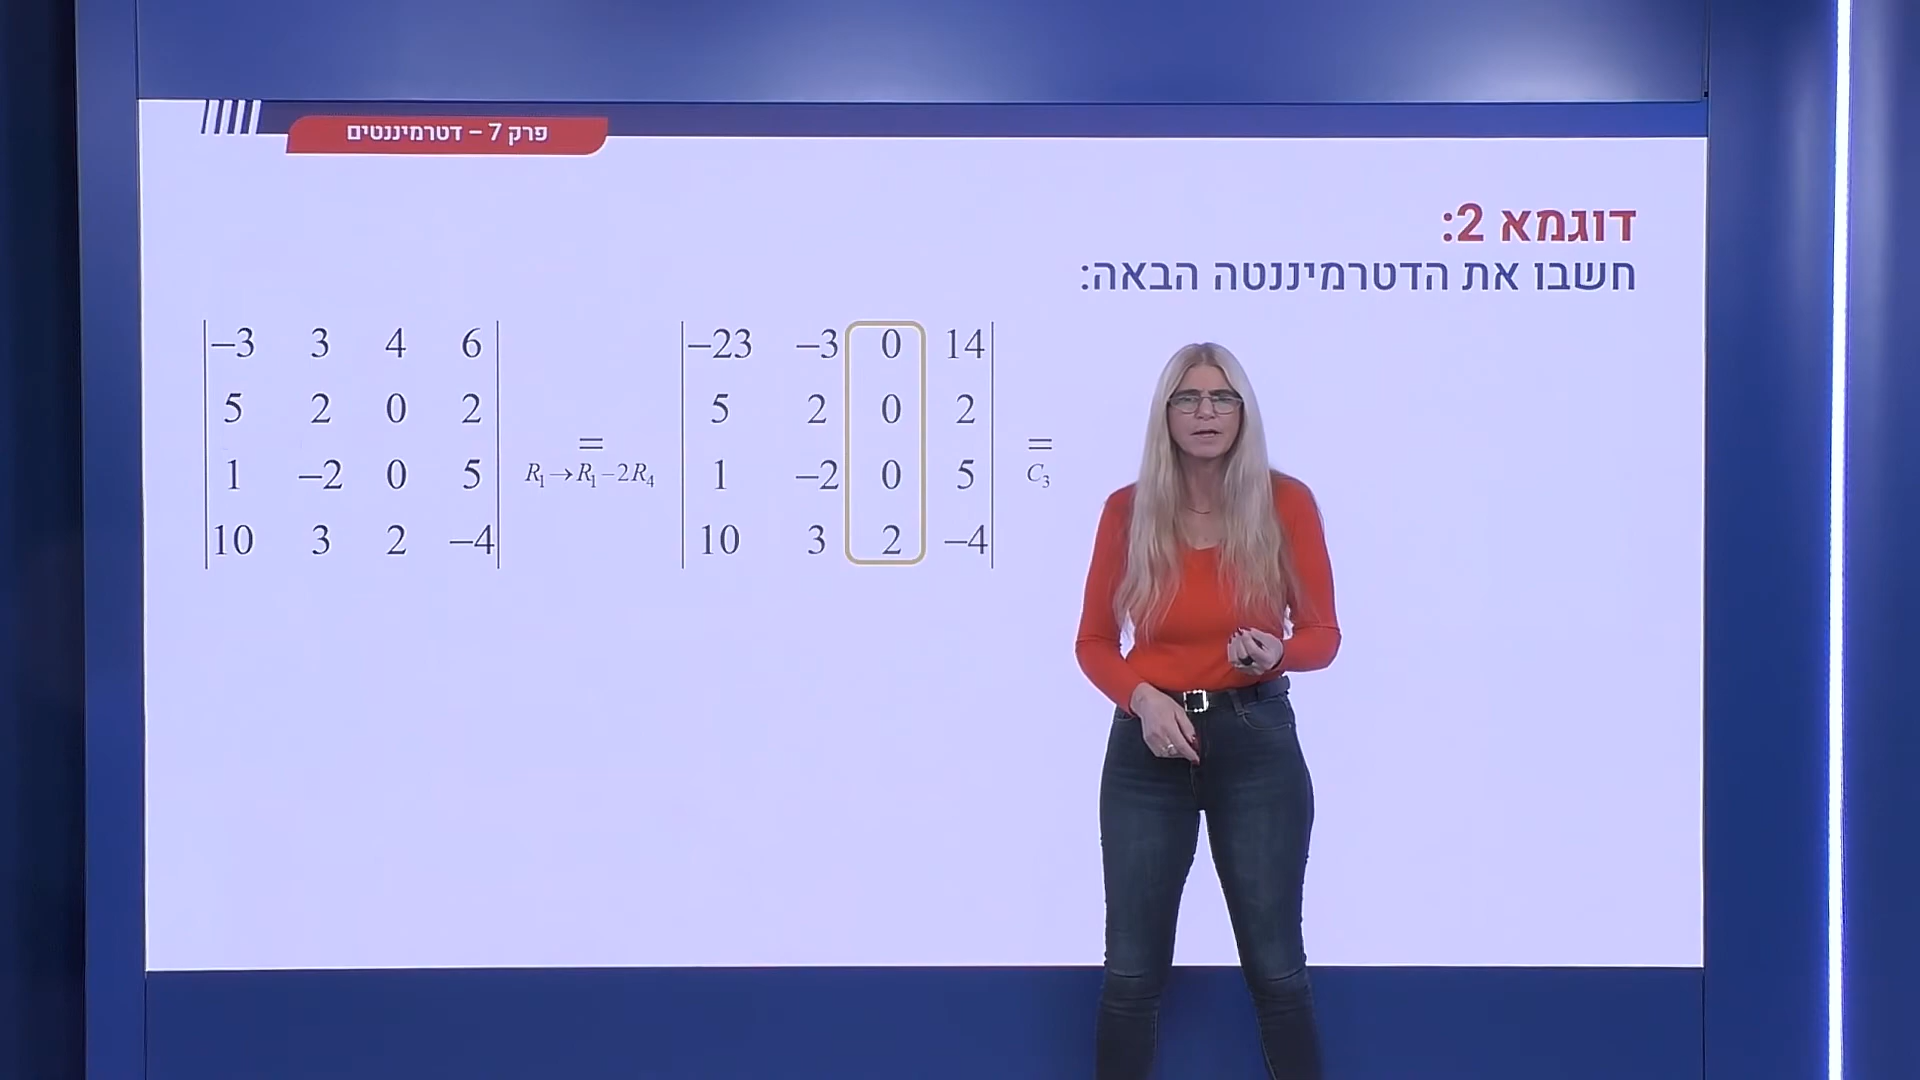 פרק 7 – דטרמיננטים
דוגמא 2:
חשבו את הדטרמיננטה הבאה:
|−3 3 4 6| |−23 −3 0 14|
|5 2 0 2| |5 2 0 2|
= R₁→R₁−2R₄ = C₃
|1 −2 0 5| |1 −2 0 5|
|10 3 2 −4| |10 3 2 −4|